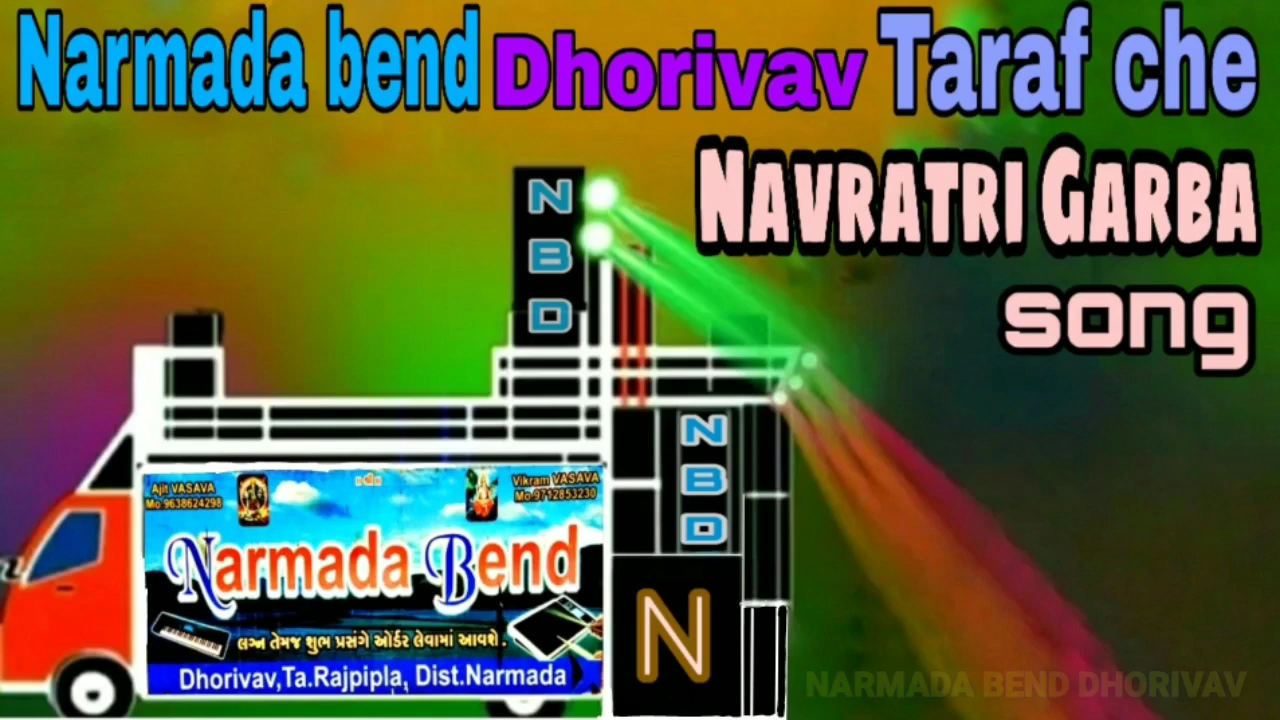 Narmada bend Dhorivav Taraf che
Navratri Garba
song
N
B
D
N
B
D
N
Ajit VASAVA
Mo.9638624298
Vikram VASAVA
Mo.9712853230
Narmada Bend
લગ્ન તેમજ શુભ પ્રસંગે ઓર્ડર લેવામાં આવશે.
Dhorivav,Ta.Rajpipla, Dist.Narmada
NARMADA BEND DHORIVAV